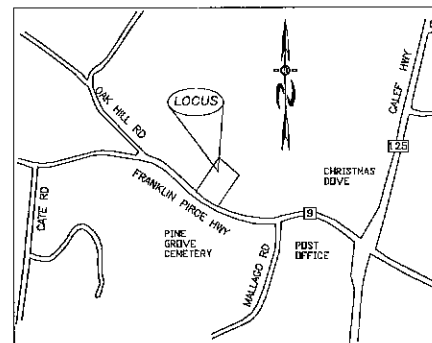 OAK HILL RD
LOCUS
N
CALEF HWY
125
CHRISTMAS
DOVE
FRANKLIN PIRCE HWY
9
CATE RD
PINE
GROVE
CEMETERY
MALLAGO RD
POST
OFFICE